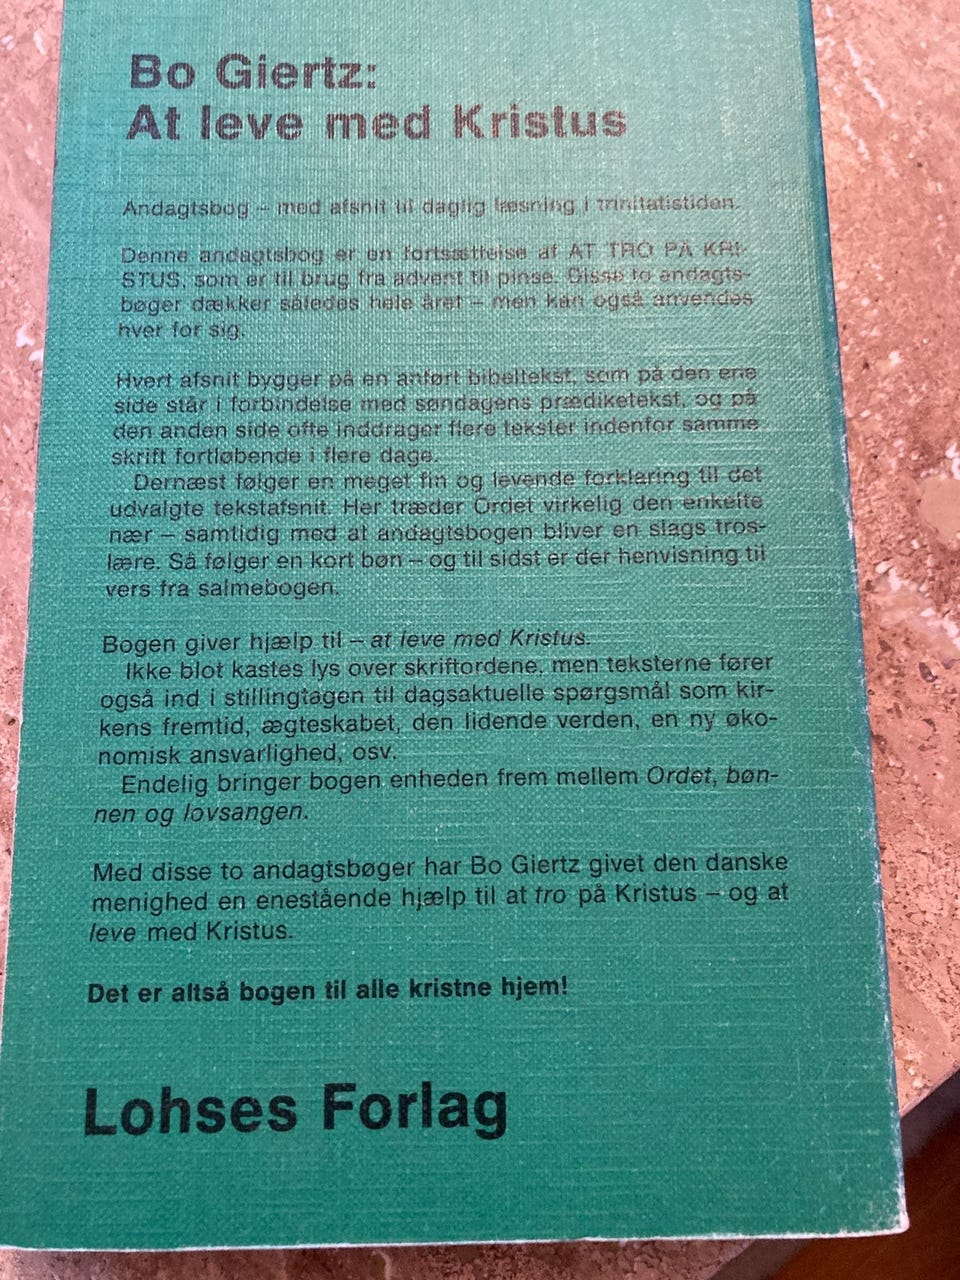 Bo Giertz:
At leve med Kristus
Andagtsbog – med afsnit til daglig læsning i trinitatistiden.
Denne andagtsbog er en fortsættelse af AT TRO PÅ KRI-
STUS, som er til brug fra advent til pinse. Disse to andagts-
bøger dækker således hele året – men kan også anvendes
hver for sig.
Hvert afsnit bygger på en anført bibeltekst, som på den ene
side står i forbindelse med søndagens prædiketekst, og på
den anden side ofte inddrager flere tekster indenfor samme
skrift fortløbende i flere dage.
Dernæst følger en meget fin og levende forklaring til det
udvalgte tekstafsnit. Her træder Ordet virkelig den enkelte
nær – samtidig med at andagtsbogen bliver en slags tros-
lære. Så følger en kort bøn – og til sidst er der henvisning til
vers fra salmebogen.
Bogen giver hjælp til – at leve med Kristus.
Ikke blot kastes lys over skriftordene, men teksterne fører
også ind i stillingtagen til dagsaktuelle spørgsmål som kir-
kens fremtid, ægteskabet, den lidende verden, en ny øko-
nomisk ansvarlighed, osv.
Endelig bringer bogen enheden frem mellem Ordet, bøn-
nen og lovsangen.
Med disse to andagtsbøger har Bo Giertz givet den danske
menighed en enestående hjælp til at tro på Kristus – og at
leve med Kristus.
Det er altså bogen til alle kristne hjem!
Lohses Forlag